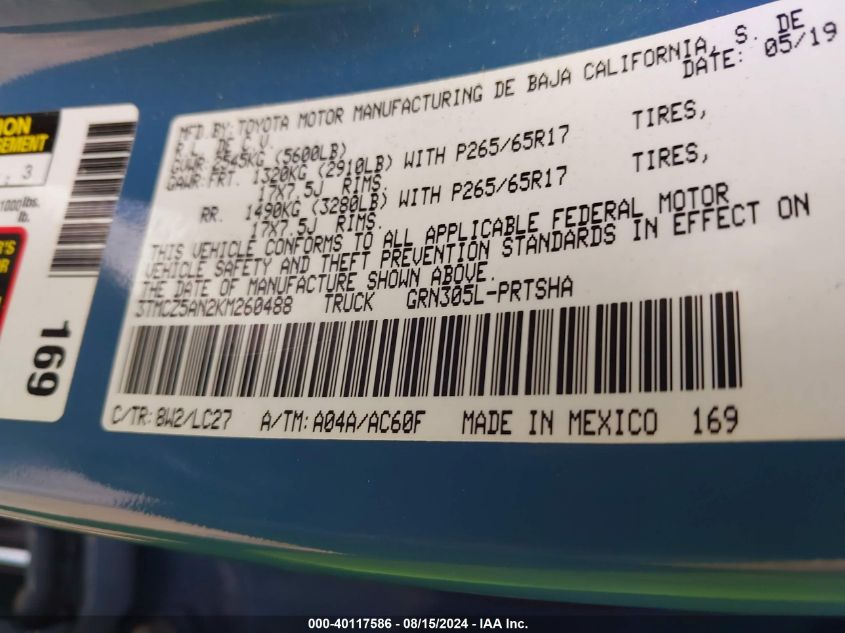 MFD.BY:TOYOTA MOTOR MANUFACTURING DE BAJA CALIFORNIA, S. DE
R.L. DE C.V. DATE: 05/19
GVWR:2545KG (5600LB)
GAWR:FRT. 1320KG (2910LB) WITH P265/65R17 TIRES,
17X7.5J RIMS,
RR. 1490KG (3280LB) WITH P265/65R17 TIRES,
17X7.5J RIMS.
THIS VEHICLE CONFORMS TO ALL APPLICABLE FEDERAL MOTOR
VEHICLE SAFETY AND THEFT PREVENTION STANDARDS IN EFFECT ON
THE DATE OF MANUFACTURE SHOWN ABOVE.
3TMCZ5AN2KM260488 TRUCK GRN305L-PRTSHA
C/TR:8W2/LC27 A/TM:A04A/AC60F MADE IN MEXICO 169
3
1000 lbs.
lb.
169
000-40117586 - 08/15/2024 - IAA Inc.